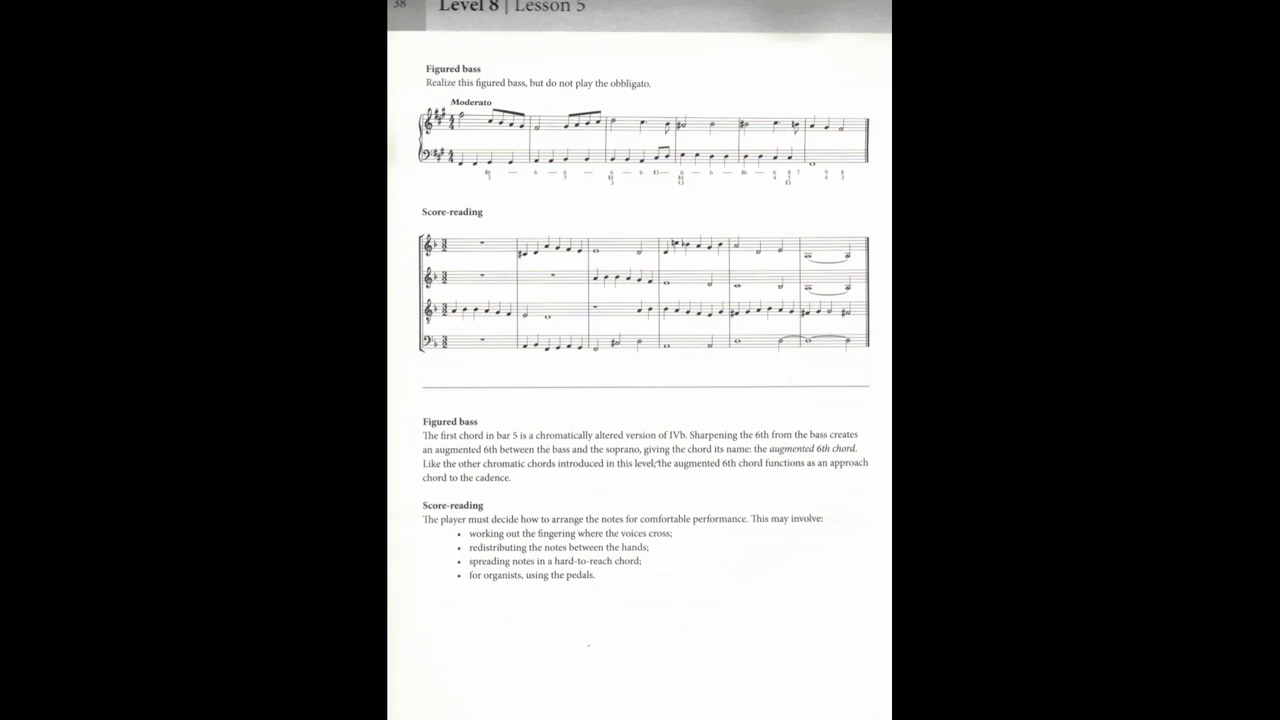 38 Level 8 | Lesson 5
Figured bass
Realize this figured bass, but do not play the obbligato.
Moderato
Score-reading
Figured bass
The first chord in bar 5 is a chromatically altered version of IVb. Sharpening the 6th from the bass creates
an augmented 6th between the bass and the soprano, giving the chord its name: the augmented 6th chord.
Like the other chromatic chords introduced in this level, the augmented 6th chord functions as an approach
chord to the cadence.
Score-reading
The player must decide how to arrange the notes for comfortable performance. This may involve:
• working out the fingering where the voices cross;
• redistributing the notes between the hands;
• spreading notes in a hard-to-reach chord;
• for organists, using the pedals.